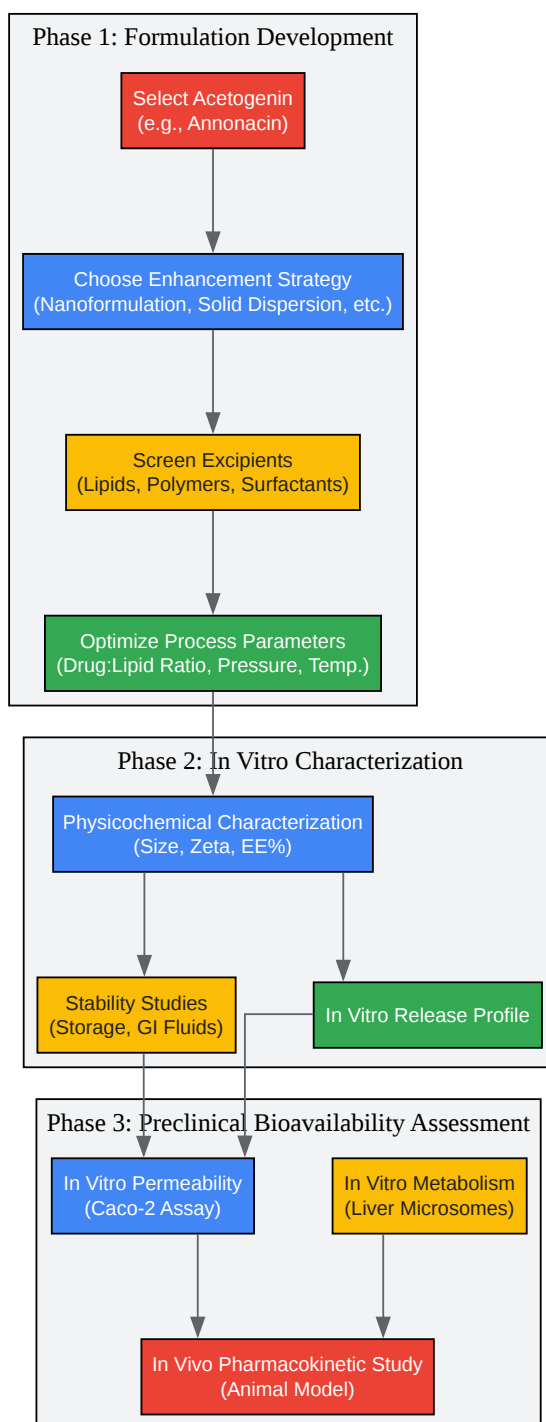 Phase 1: Formulation Development
Select Acetogenin
(e.g., Annonacin)
Choose Enhancement Strategy
(Nanoformulation, Solid Dispersion, etc.)
Screen Excipients
(Lipids, Polymers, Surfactants)
Optimize Process Parameters
(Drug:Lipid Ratio, Pressure, Temp.)
Phase 2: In Vitro Characterization
Physicochemical Characterization
(Size, Zeta, EE%)
Stability Studies
(Storage, GI Fluids)
In Vitro Release Profile
Phase 3: Preclinical Bioavailability Assessment
In Vitro Permeability
(Caco-2 Assay)
In Vitro Metabolism
(Liver Microsomes)
In Vivo Pharmacokinetic Study
(Animal Model)